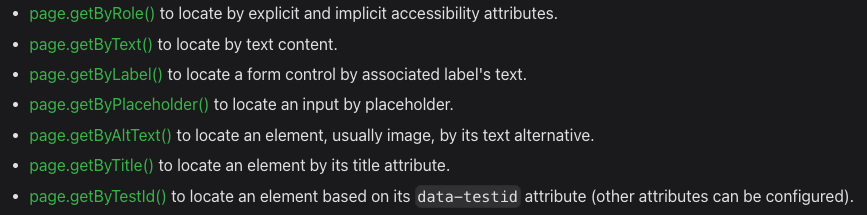 • page.getByRole() to locate by explicit and implicit accessibility attributes.
• page.getByText() to locate by text content.
• page.getByLabel() to locate a form control by associated label's text.
• page.getByPlaceholder() to locate an input by placeholder.
• page.getByAltText() to locate an element, usually image, by its text alternative.
• page.getByTitle() to locate an element by its title attribute.
• page.getByTestId() to locate an element based on its data-testid attribute (other attributes can be configured).